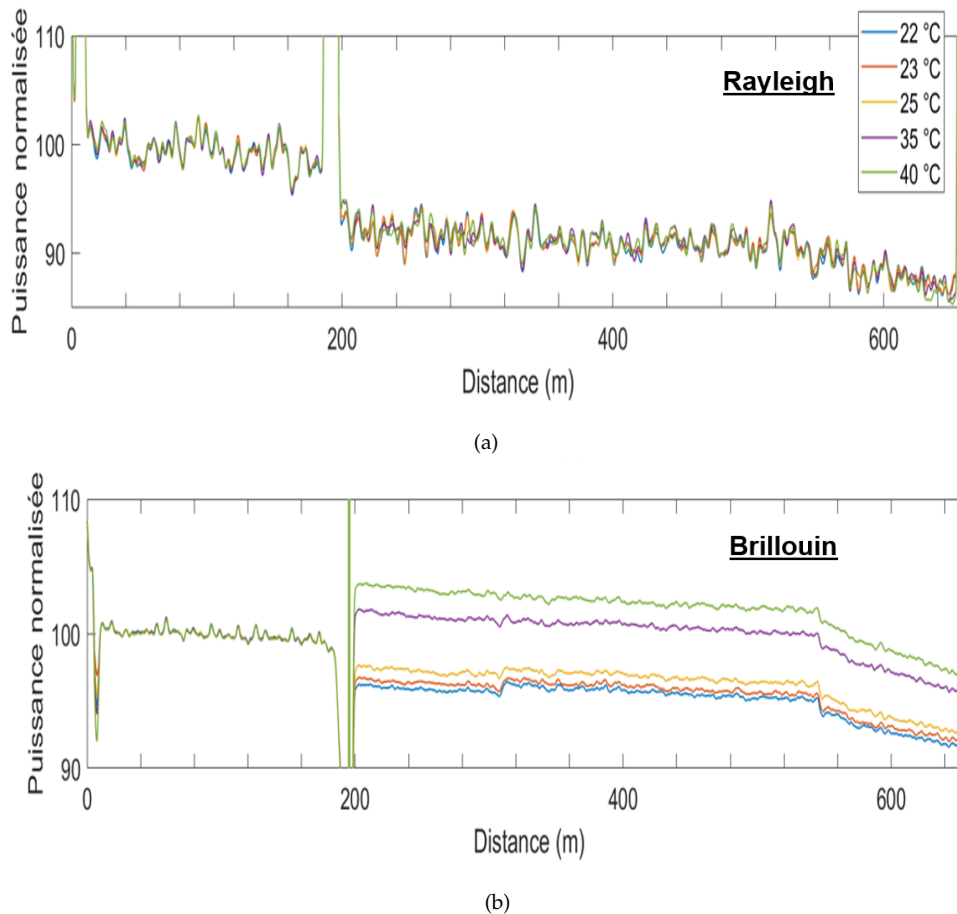 110
100
90
Puissance normalisée
Rayleigh
22 °C
23 °C
25 °C
35 °C
40 °C
0
200
400
600
Distance (m)
(a)
110
100
90
Puissance normalisée
Brillouin
0
200
400
600
Distance (m)
(b)